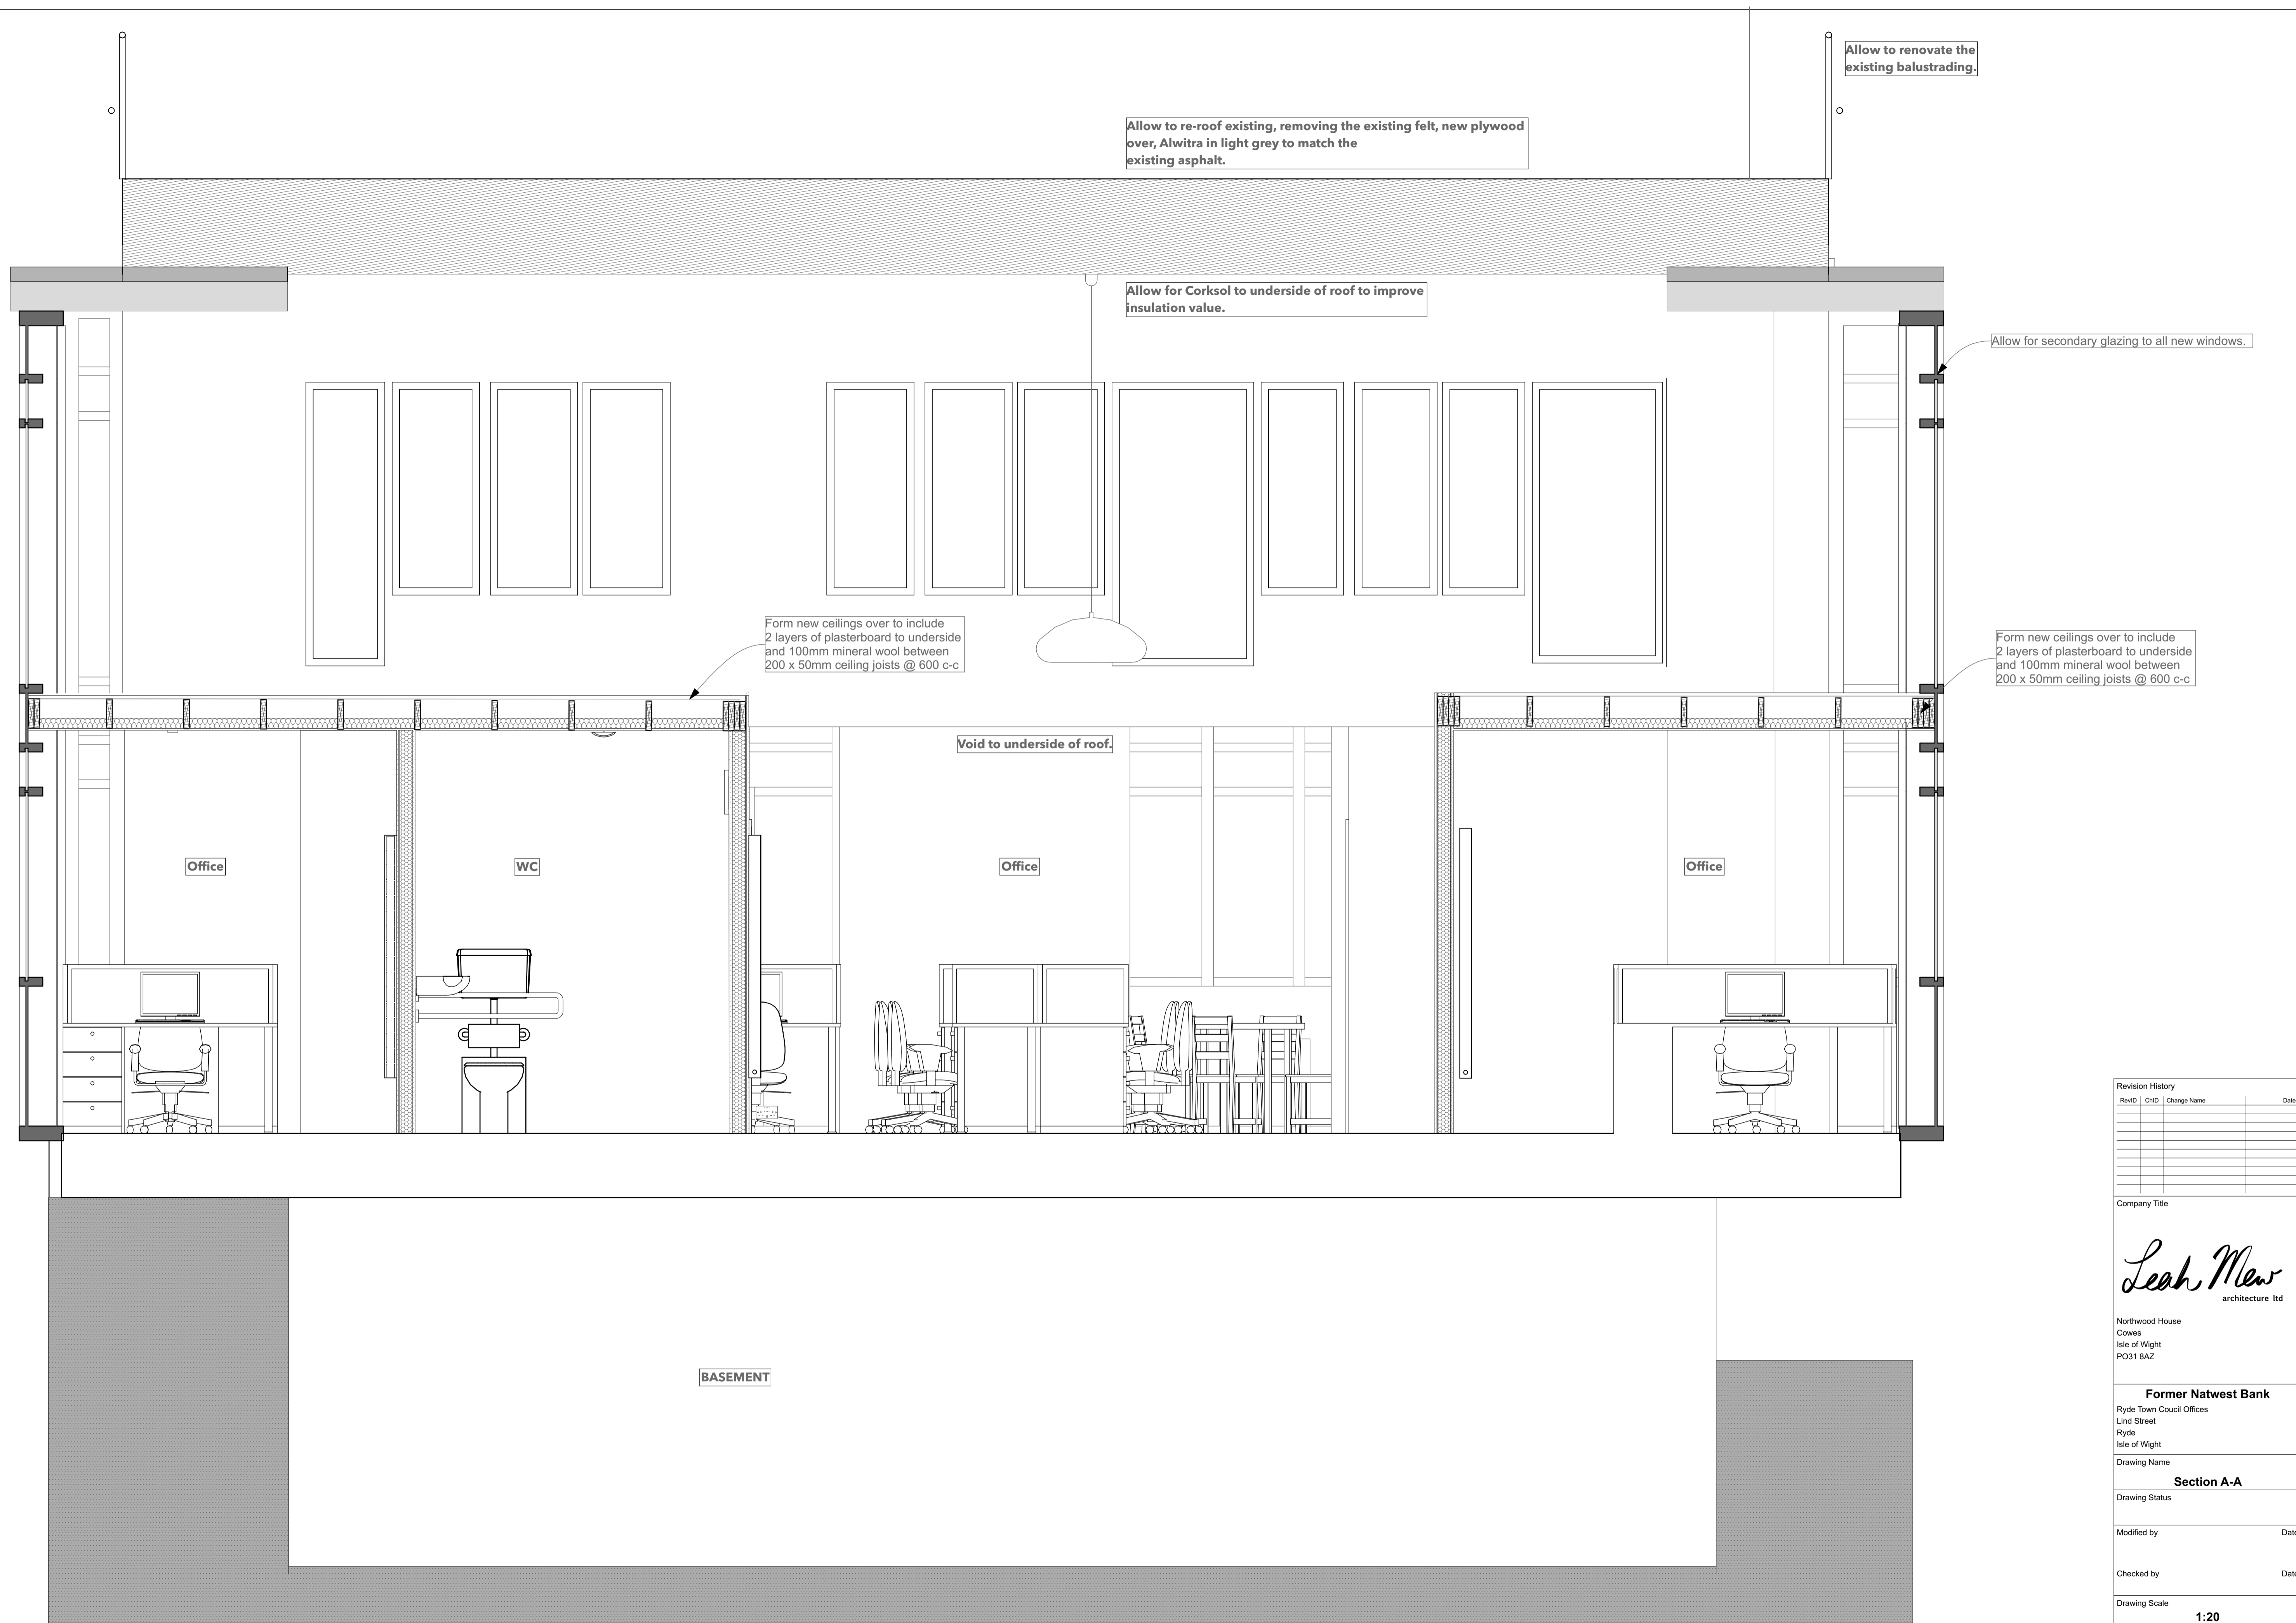 Allow to renovate the
existing balustrading.
Allow to re-roof existing, removing the existing felt, new plywood
over, Alwitra in light grey to match the
existing asphalt.
Allow for Corksol to underside of roof to improve
insulation value.
Allow for secondary glazing to all new windows.
Form new ceilings over to include
2 layers of plasterboard to underside
and 100mm mineral wool between
200 x 50mm ceiling joists @ 600 c-c
Form new ceilings over to include
2 layers of plasterboard to underside
and 100mm mineral wool between
200 x 50mm ceiling joists @ 600 c-c
Void to underside of roof.
Office
WC
Office
Office
BASEMENT
Revision History
RevID ChID Change Name Date
Company Title
Leah Mew
architecture ltd
Northwood House
Cowes
Isle of Wight
PO31 8AZ
Former Natwest Bank
Ryde Town Coucil Offices
Lind Street
Ryde
Isle of Wight
Drawing Name
Section A-A
Drawing Status
Modified by Date
Checked by Date
Drawing Scale
1:20